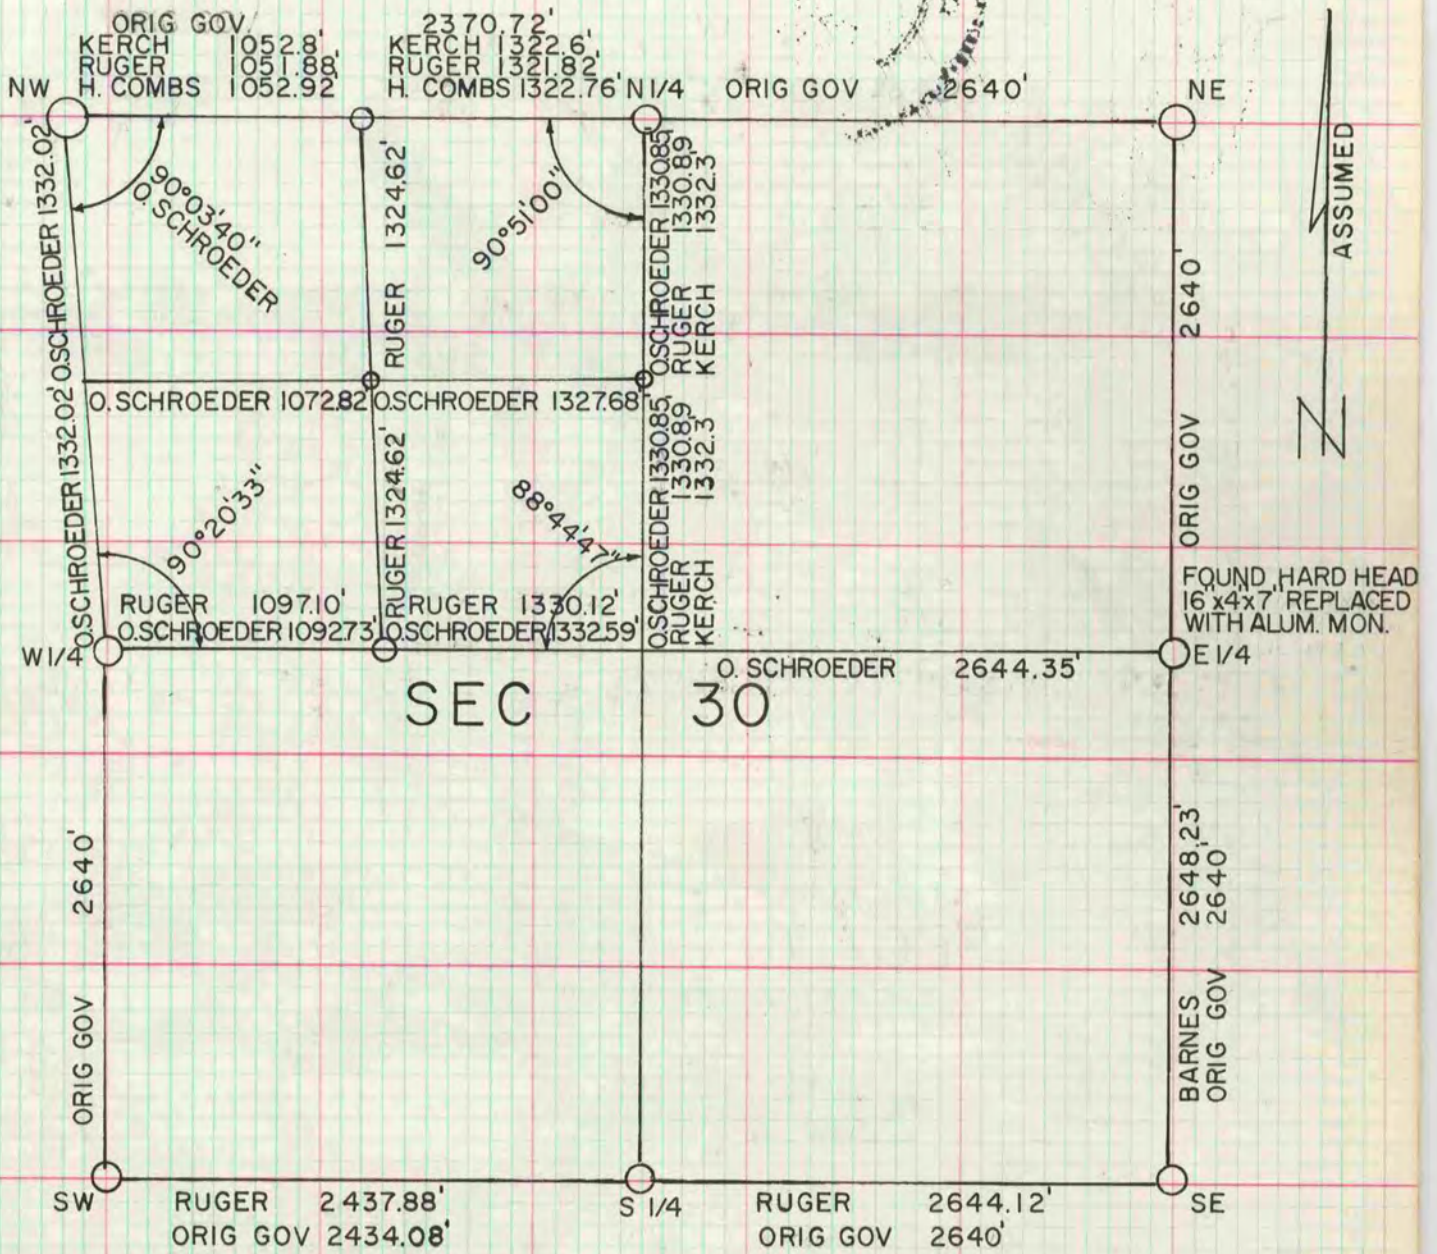 ORIG GOV. 2370.72'
KERCH 1052.8' KERCH 1322.6'
RUGER 1051.88' RUGER 1321.82'
H. COMBS 1052.92' H. COMBS 1322.76'
NW
N1/4
ORIG GOV 2640'
NE
ASSUMED
N
O.SCHROEDER 1332.02'
90°03'40"
O. SCHROEDER
RUGER 1324.62'
90°51'00"
O.SCHROEDER 1330.85'
RUGER 1330.89
KERCH 1332.3
2640'
ORIG GOV
O. SCHROEDER 1072.82'
O.SCHROEDER 1327.68'
O.SCHROEDER 1332.02'
90°20'33"
RUGER 1324.62'
88°44'47"
O.SCHROEDER 1330.85'
RUGER 1330.89
KERCH 1332.3
FOUND HARD HEAD
16"x4"x7" REPLACED
WITH ALUM. MON.
RUGER 1097.10'
O.SCHROEDER 1092.73'
RUGER 1330.12'
O.SCHROEDER 1332.59'
W1/4
O. SCHROEDER 2644.35'
E 1/4
SEC 30
ORIG GOV 2640'
BARNES 2648.23'
ORIG GOV 2640'
SW
RUGER 2437.88'
ORIG GOV 2434.08'
S 1/4
RUGER 2644.12'
ORIG GOV 2640'
SE